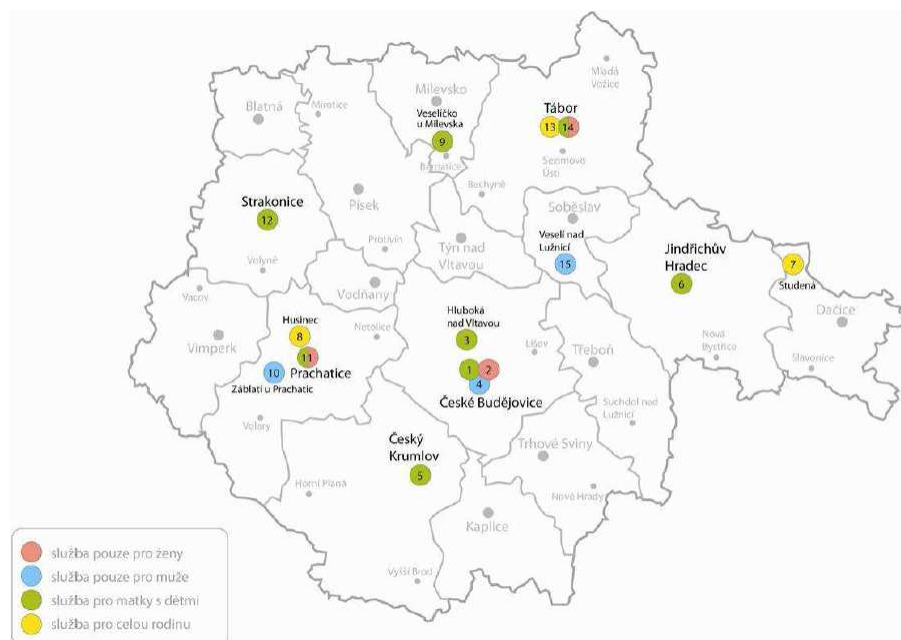 Mladá
Vožice
Milevsko
Blatná
Mirotice
Veselíčko
u Milevska
Tábor
9
13
14
Bernatice
Sezimovo
Ústí
Bechyně
Strakonice
12
Písek
Soběslav
Veselí nad
Lužnicí
15
Protivín
Týn nad
Vltavou
Volyně
Jindřichův
Hradec
6
7
Studená
Vacov
Vodňany
Dačice
Husinec
8
Netolice
Hluboká
nad Vltavou
3
Vimperk
11
Prachatice
10
Záblatí u Prachatic
Lišov
Třeboň
Nová
Bystřice
Slavonice
1
2
4
České Budějovice
Suchdol nad
Lužnicí
Volary
Český
Krumlov
5
Trhové Sviny
Horní Planá
Nové Hrady
Kaplice
Vyšší Brod
služba pouze pro ženy
služba pouze pro muže
služba pro matky s dětmi
služba pro celou rodinu